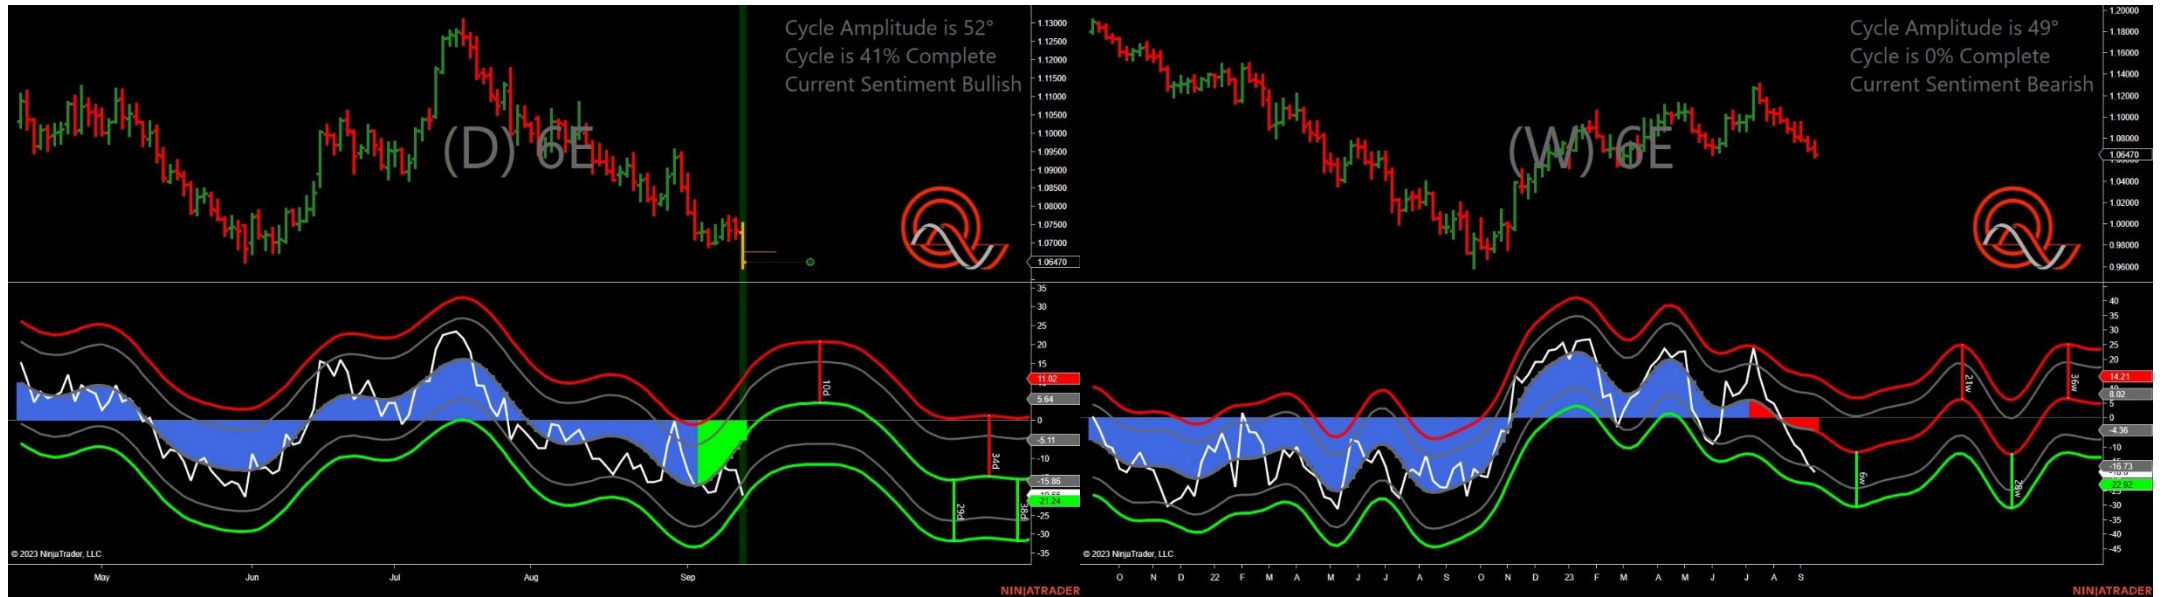 Cycle Amplitude is 52°
Cycle is 41% Complete
Current Sentiment Bullish
(D) 6E
1.13000
1.12500
1.12000
1.11500
1.11000
1.10500
1.10000
1.09500
1.09000
1.08500
1.08000
1.07500
1.07000
1.06470
35
30
25
20
15
11.02
5.64
0
-5.11
-10
-15.86
-21.24
-25
-30
-35
10d
34d
29d
38d
© 2023 NinjaTrader, LLC
May Jun Jul Aug Sep
NINJATRADER
Cycle Amplitude is 49°
Cycle is 0% Complete
Current Sentiment Bearish
(W) 6E
1.20000
1.18000
1.16000
1.14000
1.12000
1.10000
1.08000
1.06470
1.04000
1.02000
1.00000
0.98000
0.96000
40
35
30
25
20
14.21
8.02
5
0
-4.36
-10
-16.73
-22.92
-30
-35
-40
-45
6w
21w
28w
36w
© 2023 NinjaTrader, LLC
O N D 22 F M A M J J A S O N D 23 F M A M J J A S
NINJATRADER